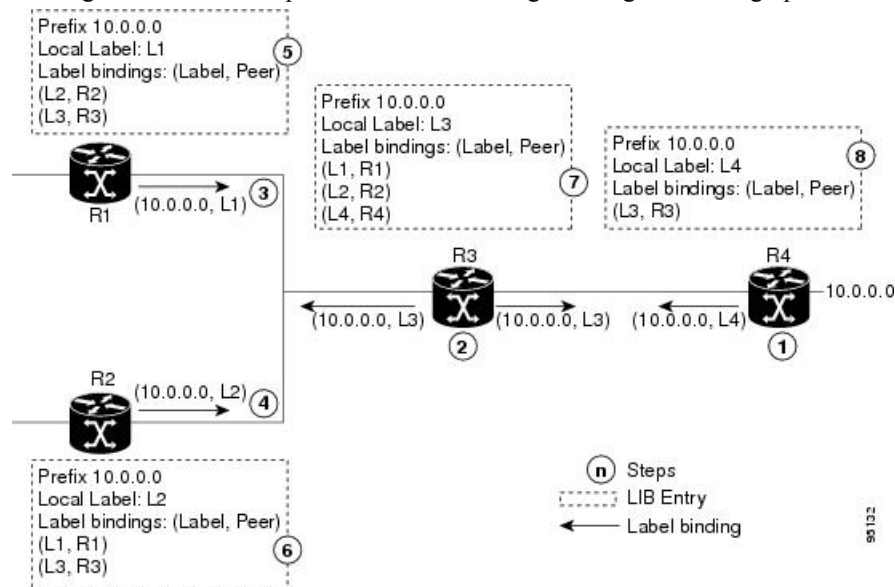 Prefix 10.0.0.0
Local Label: L1
Label bindings: (Label, Peer)
(L2, R2)
(L3, R3)
5
R1
(10.0.0.0, L1)
3
Prefix 10.0.0.0
Local Label: L3
Label bindings: (Label, Peer)
(L1, R1)
(L2, R2)
(L4, R4)
7
Prefix 10.0.0.0
Local Label: L4
Label bindings: (Label, Peer)
(L3, R3)
8
R3
R4
10.0.0.0
(10.0.0.0, L3)
(10.0.0.0, L3)
(10.0.0.0, L4)
2
1
R2
(10.0.0.0, L2)
4
Prefix 10.0.0.0
Local Label: L2
Label bindings: (Label, Peer)
(L1, R1)
(L3, R3)
6
n Steps
LIB Entry
Label binding
95132